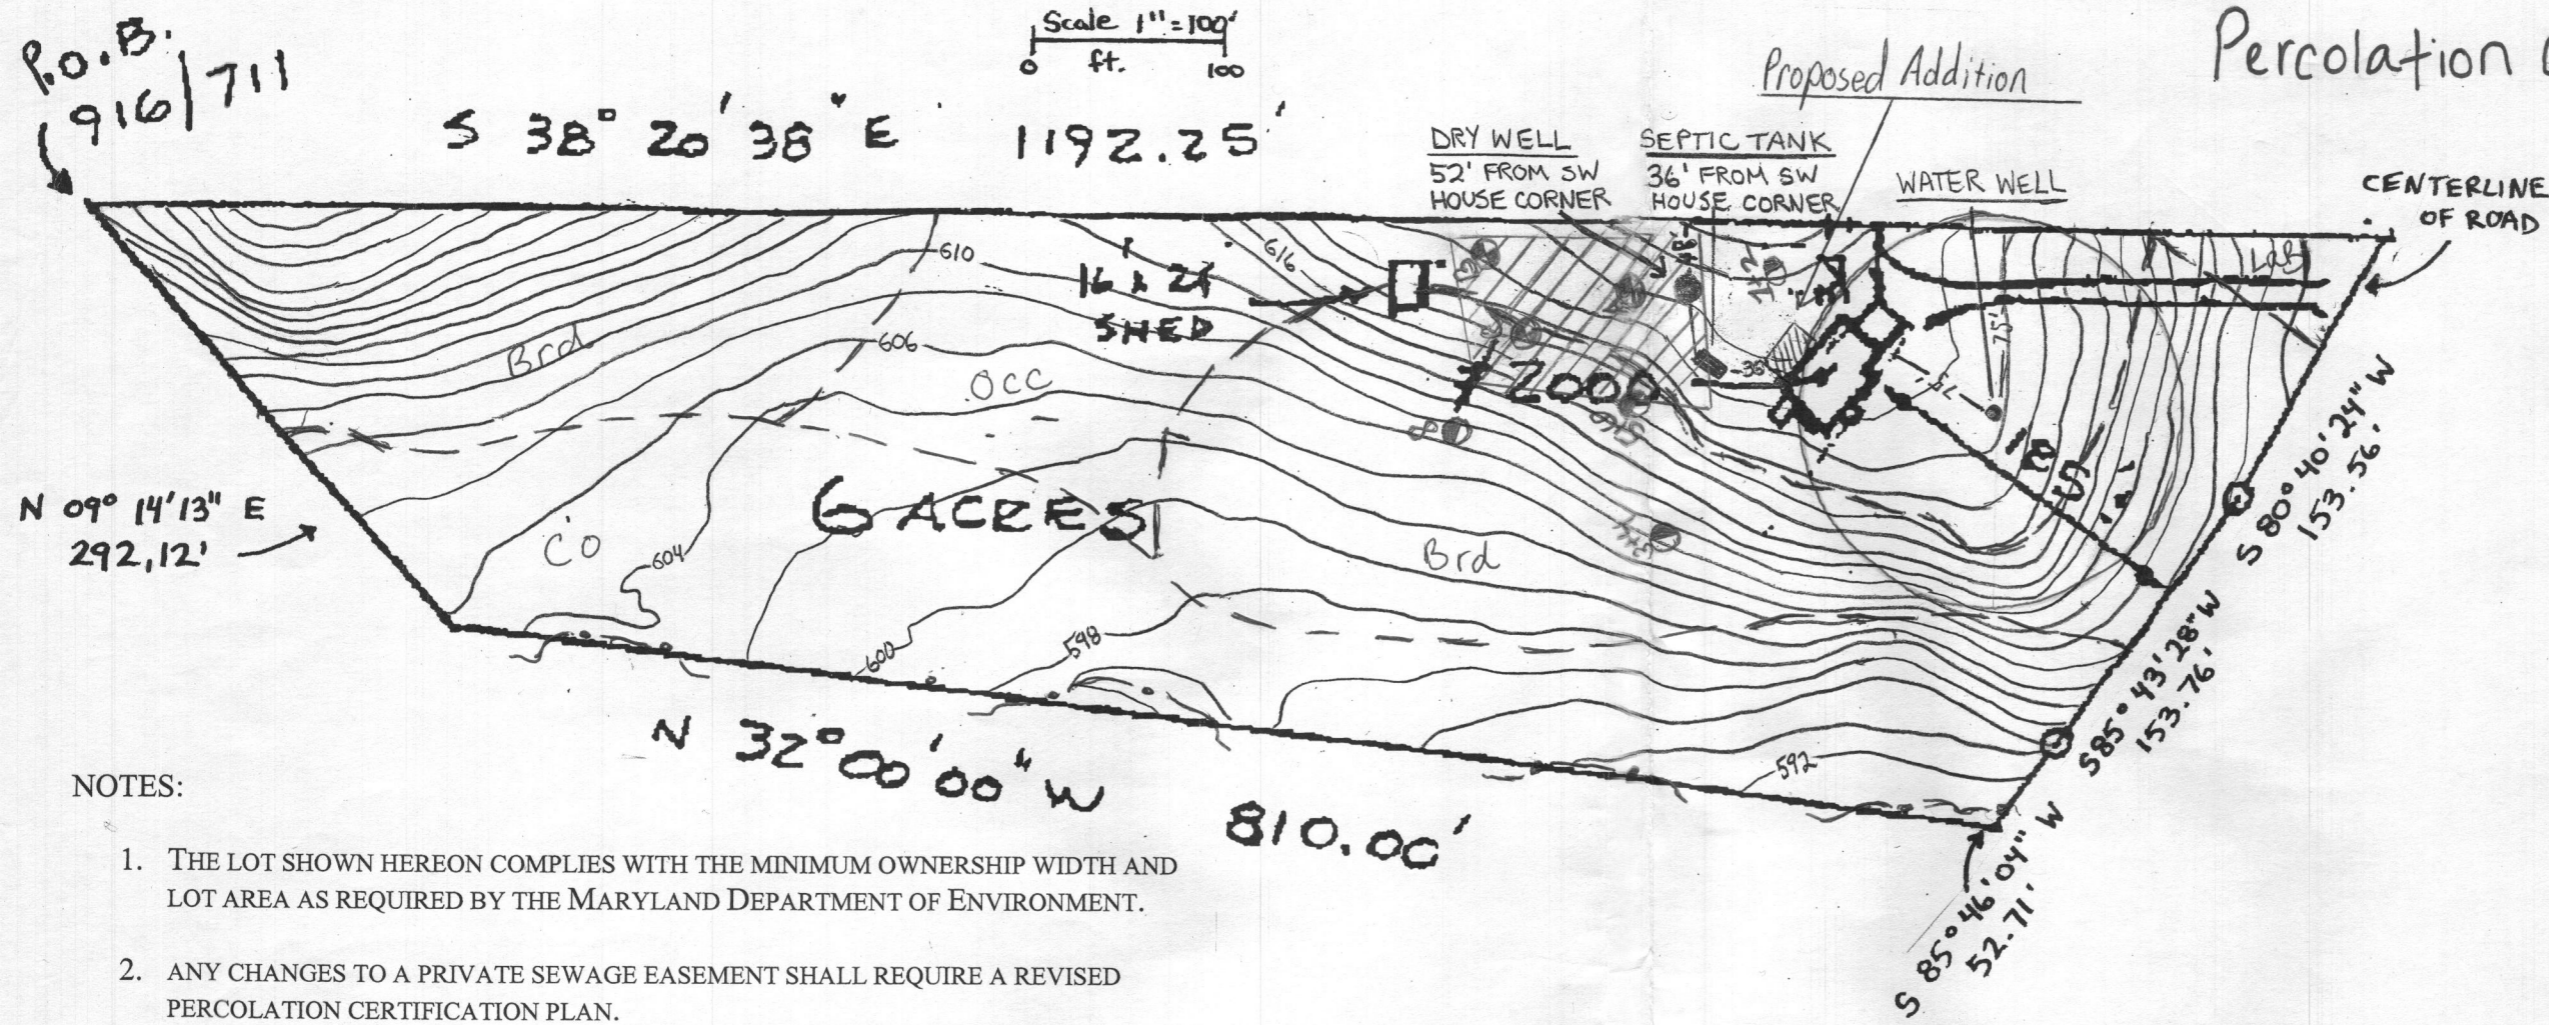 P.O.B.
916/711
Scale 1"=100'
0 ft. 100
S 38° 20' 38" E 1192.25'
Percolation
Proposed Addition
DRY WELL
52' FROM SW
HOUSE CORNER
SEPTIC TANK
36' FROM SW
HOUSE CORNER
WATER WELL
CENTERLINE
OF ROAD
610
616
16 x 24
SHED
LaB
Brd
606
Occ
12000
75'
75'
185'
6 ACRES
N 09° 14' 13" E
292.12'
Co
604
Brd
600
598
592
S 80° 40' 24" W
153.56'
S 85° 43' 28" W
153.76'
S 85° 46' 04" W
52.71'
N 32° 00' 00" W 810.00'
NOTES:
1. THE LOT SHOWN HEREON COMPLIES WITH THE MINIMUM OWNERSHIP WIDTH AND
LOT AREA AS REQUIRED BY THE MARYLAND DEPARTMENT OF ENVIRONMENT.
2. ANY CHANGES TO A PRIVATE SEWAGE EASEMENT SHALL REQUIRE A REVISED
PERCOLATION CERTIFICATION PLAN.